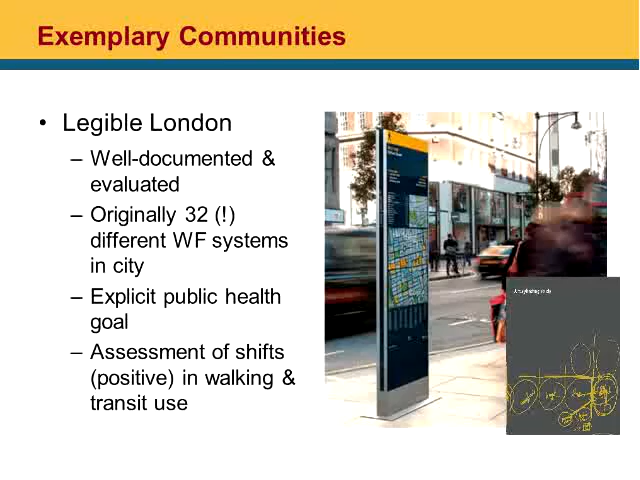 Exemplary Communities
• Legible London
– Well-documented &
evaluated
– Originally 32 (!)
different WF systems
in city
– Explicit public health
goal
– Assessment of shifts
(positive) in walking &
transit use